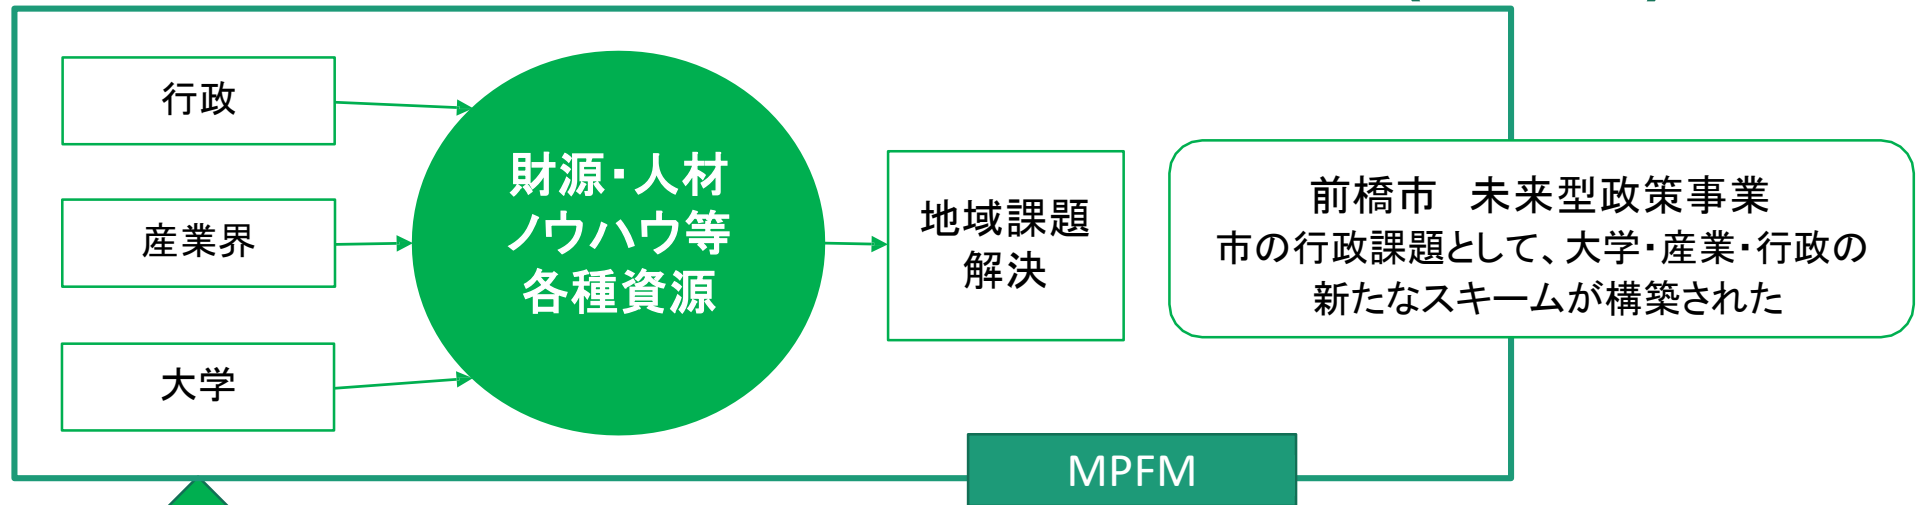 行政
産業界
大学
財源・人材
ノウハウ等
各種資源
地域課題
解決
前橋市　未来型政策事業
市の行政課題として、大学・産業・行政の
新たなスキームが構築された
MPFM